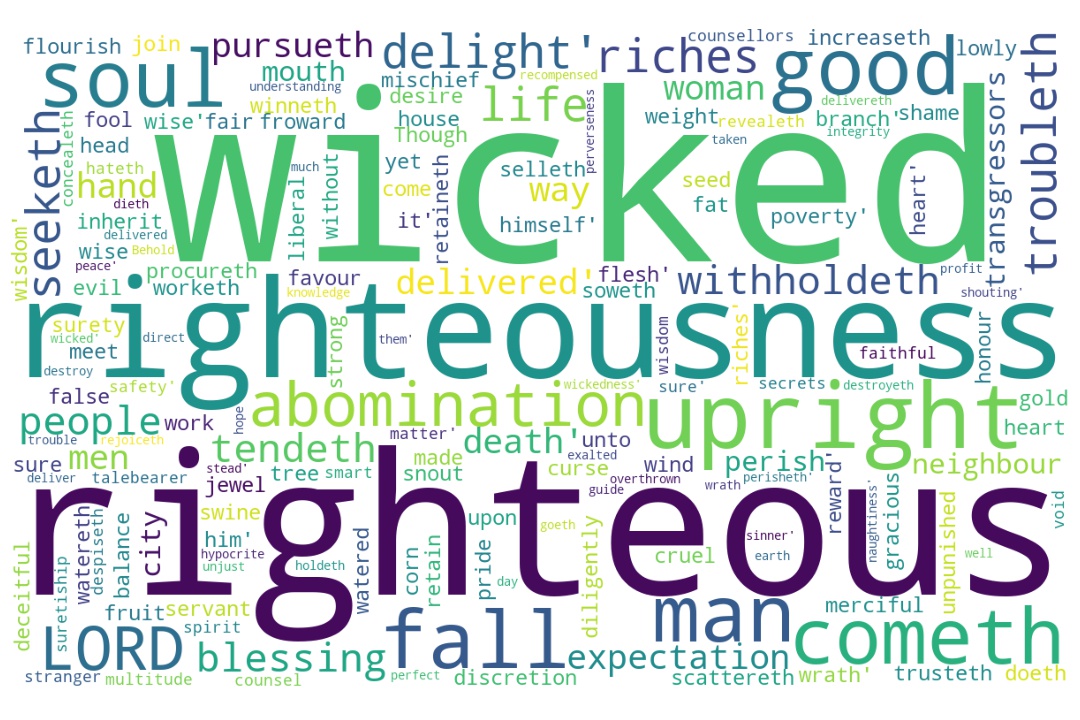 flourish
join
pursueth
delight'
riches
counsellors
increaseth
lowly
soul
mouth
understanding
mischief
recompensed
good
troubleth
fool
wise'
fair
froward
winneth
desire
house
Though
life
perverseness
woman
weight
revealeth
delivereth
branch
integrity
'shame
transgressors
seeketh
concealeth
head
hateth
hand
dieth
wicked
much
liberal
without
yet
come
retaineth
it'
selleth
way
himself'
taken
seed
fat
poverty'
heart'
wisdom'
inherit
delivered
wise
Behold
peace'
evil
procureth
worketh
favour
knowledge
delivered'
flesh'
soweth
withholdeth
profit
shouting'
righteousness
surety
wicked'
meet
direct
destroy
safety'
strong
them'
wisdom
riches'
faithful
honour
false
people
work
hope
abomination
wickedness'
sure'
secrets
destroyeth
upright
gold
heart
trouble
rejoiceth
tendeth
matter'
death'
unto
exalted
sure
men
deliver
talebearer
stead'
jewel
tree
smart
made
snout
curse
guide
overthrown
wind
wrath
perish
perisheth'
reward'
neighbour
righteous
swine
him'
hypocrite
unjust
holdeth
city
balance
despiseth
watereth
suretiship
deceitful
watered
corn
retain
upon
pride
day
goeth
diligently
cruel
sinner'
earth
naughtiness'
gracious
unpunished
well
void
fruit
servant
spirit
LORD
blessing
fall
man
merciful
cometh
expectation
stranger
multitude
counsel
perfect
discretion
scattereth
wrath'
trusteth
doeth